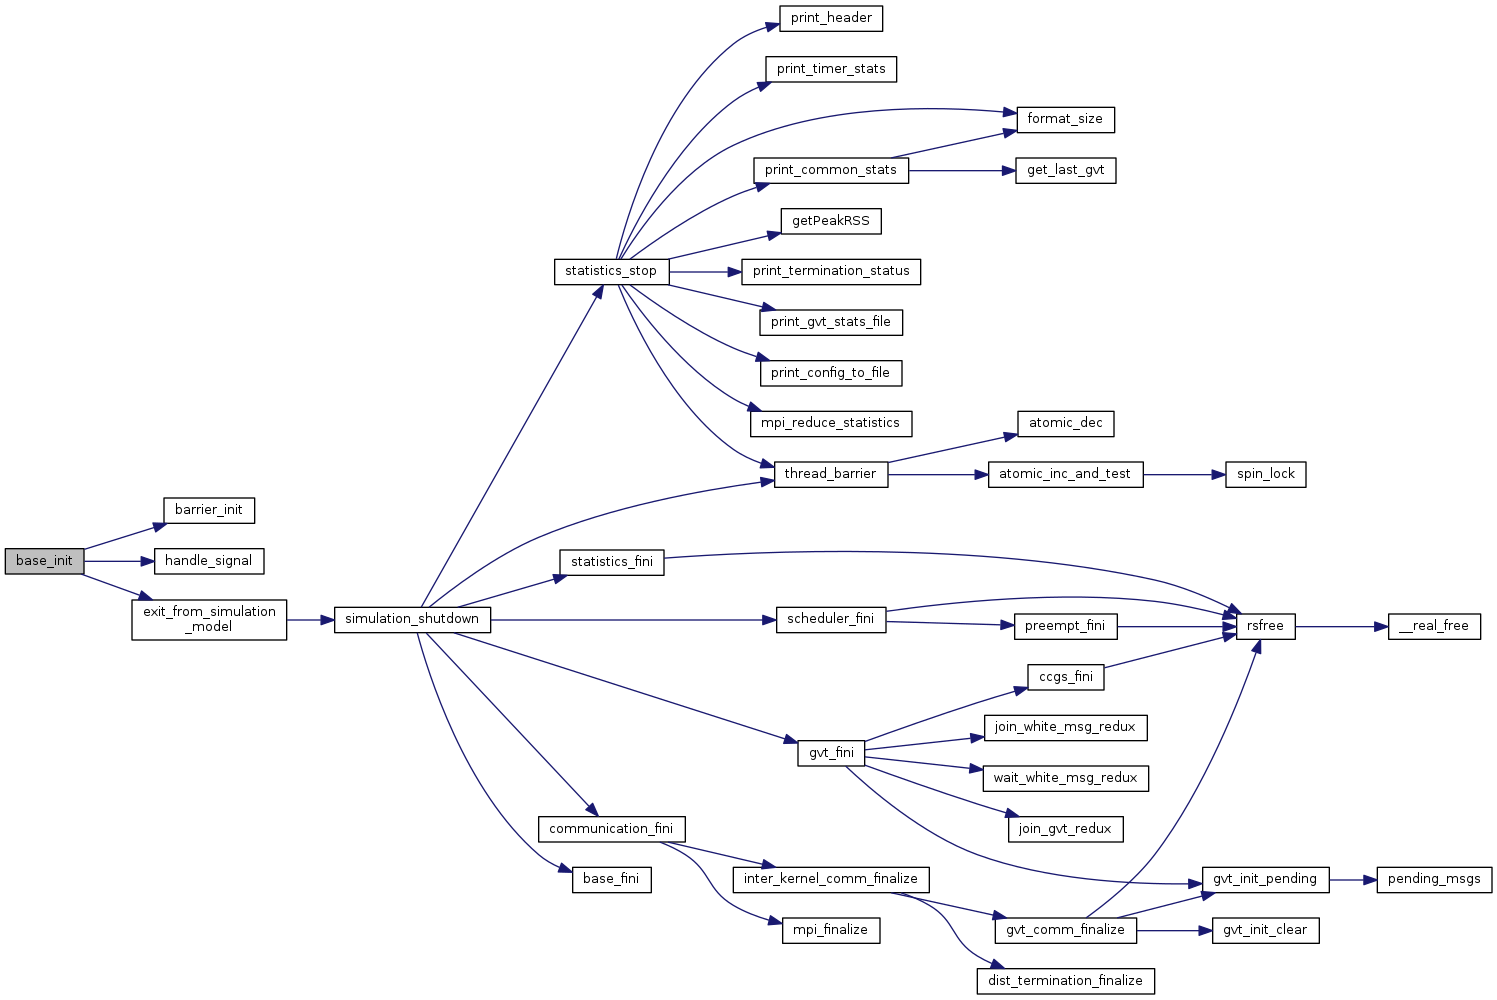 print_header
print_timer_stats
format_size
print_common_stats
get_last_gvt
getPeakRSS
statistics_stop
print_termination_status
print_gvt_stats_file
print_config_to_file
mpi_reduce_statistics
atomic_dec
thread_barrier
atomic_inc_and_test
spin_lock
barrier_init
base_init
handle_signal
statistics_fini
exit_from_simulation
_model
simulation_shutdown
scheduler_fini
preempt_fini
rsfree
__real_free
ccgs_fini
join_white_msg_redux
gvt_fini
wait_white_msg_redux
communication_fini
join_gvt_redux
base_fini
inter_kernel_comm_finalize
gvt_init_pending
pending_msgs
mpi_finalize
gvt_comm_finalize
gvt_init_clear
dist_termination_finalize